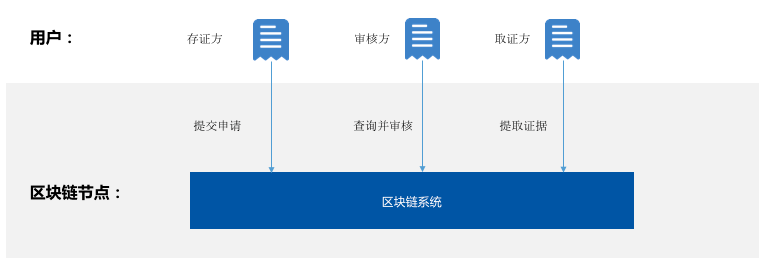 用户：
存证方
审核方
取证方
提交申请
查询并审核
提取证据
区块链节点：
区块链系统